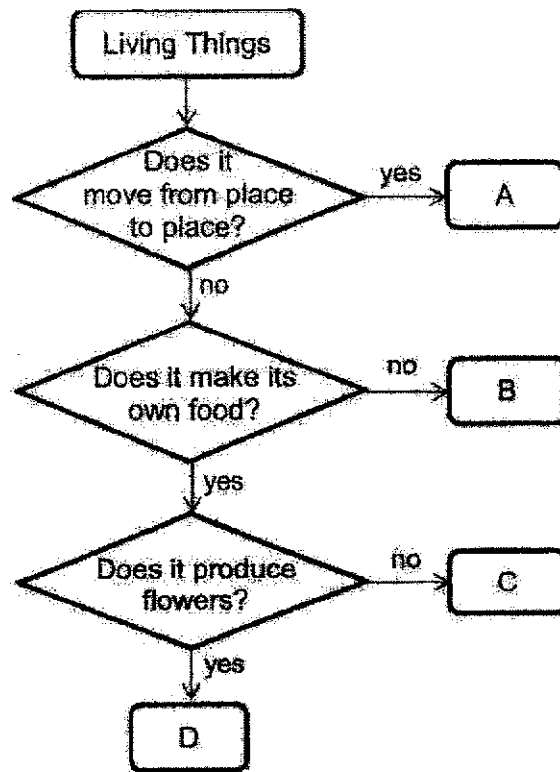 Living Things
Does it
move from place
to place?
yes
A
no
Does it make its
own food?
no
B
yes
Does it produce
flowers?
no
C
yes
D